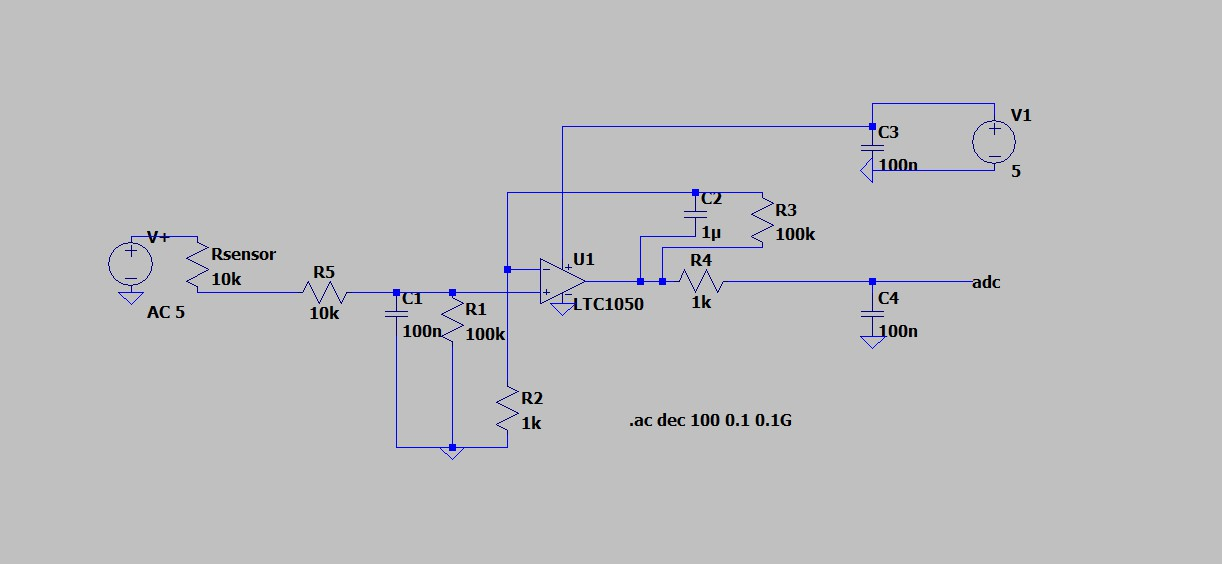 V1
C3
100n
5
C2
1µ
R3
100k
V+
Rsensor
10k
AC 5
R5
10k
C1
100n
R1
100k
U1
LTC1050
R4
1k
adc
C4
100n
R2
1k
.ac dec 100 0.1 0.1G